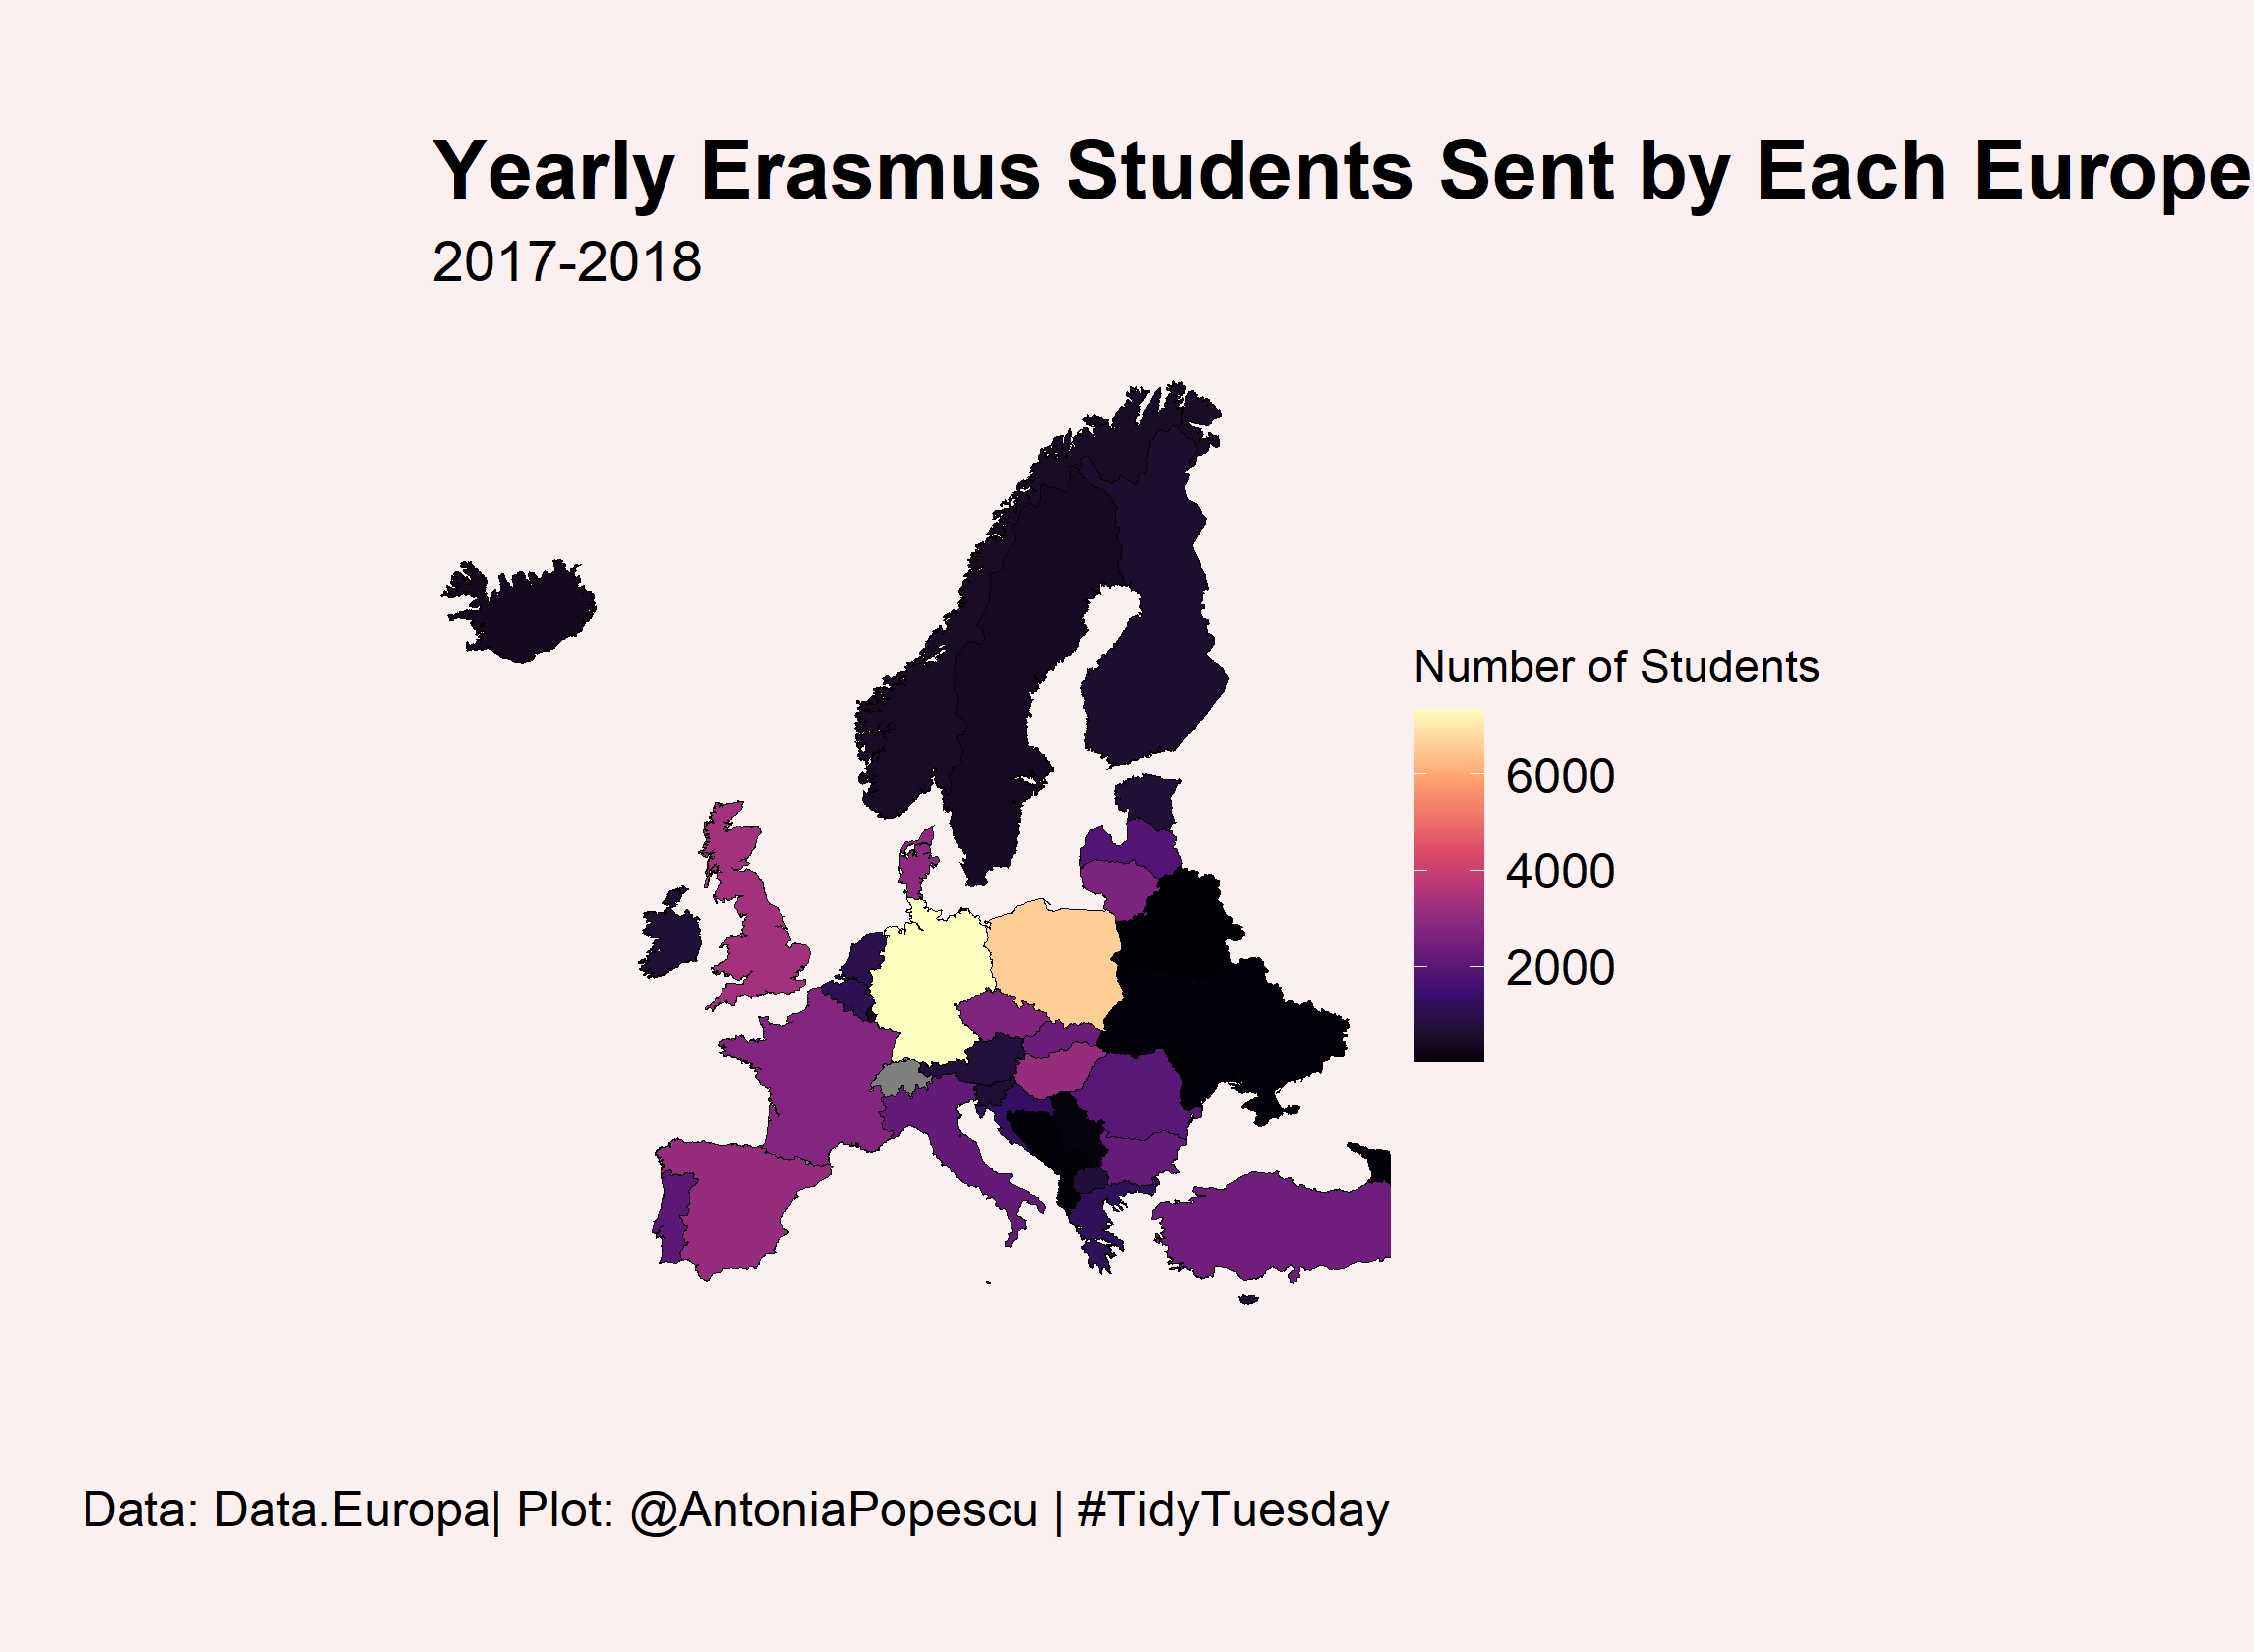 Yearly Erasmus Students Sent by Each Europe
2017-2018
Number of Students
6000
4000
2000
Data: Data.Europa| Plot: @AntoniaPopescu | #TidyTuesday